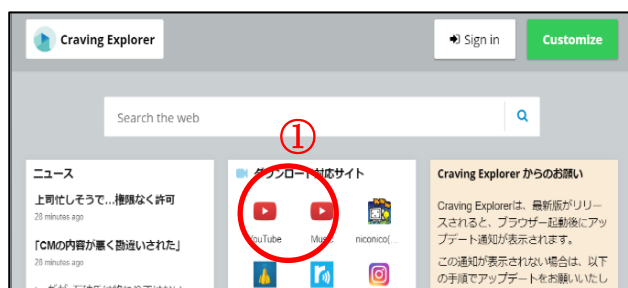 Craving Explorer
Sign in
Customize
Search the web
①
ニュース
上司忙しそうで...権限なく許可
28 minutes ago
「CMの内容が悪く勘違いされた」
28 minutes ago
ダウンロード対応サイト
YouTube
Music
niconico(...
Craving Explorer からのお願い
Craving Explorerは、最新版がリリー
スされると、ブラウザー起動後にアッ
プデート通知が表示されます。
この通知が表示されない場合は、以下
の手順でアップデートをお願いいたし